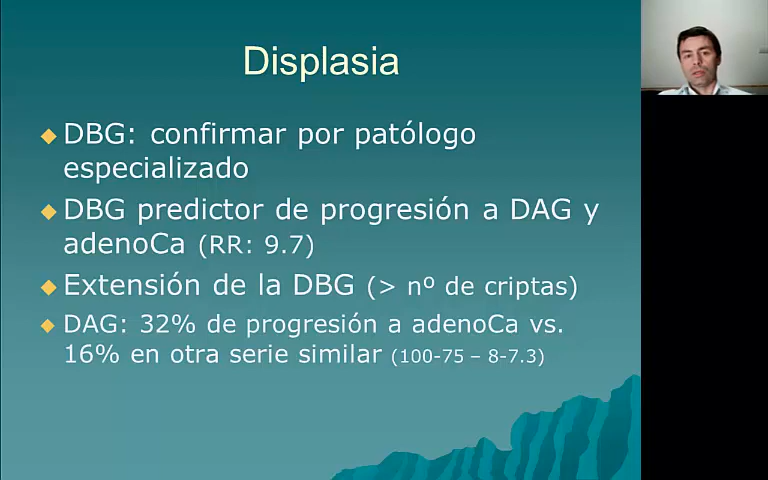 Displasia
DBG: confirmar por patólogo
especializado
DBG predictor de progresión a DAG y
adenoCa (RR: 9.7)
Extensión de la DBG (> nº de criptas)
DAG: 32% de progresión a adenoCa vs.
16% en otra serie similar (100-75 – 8-7.3)